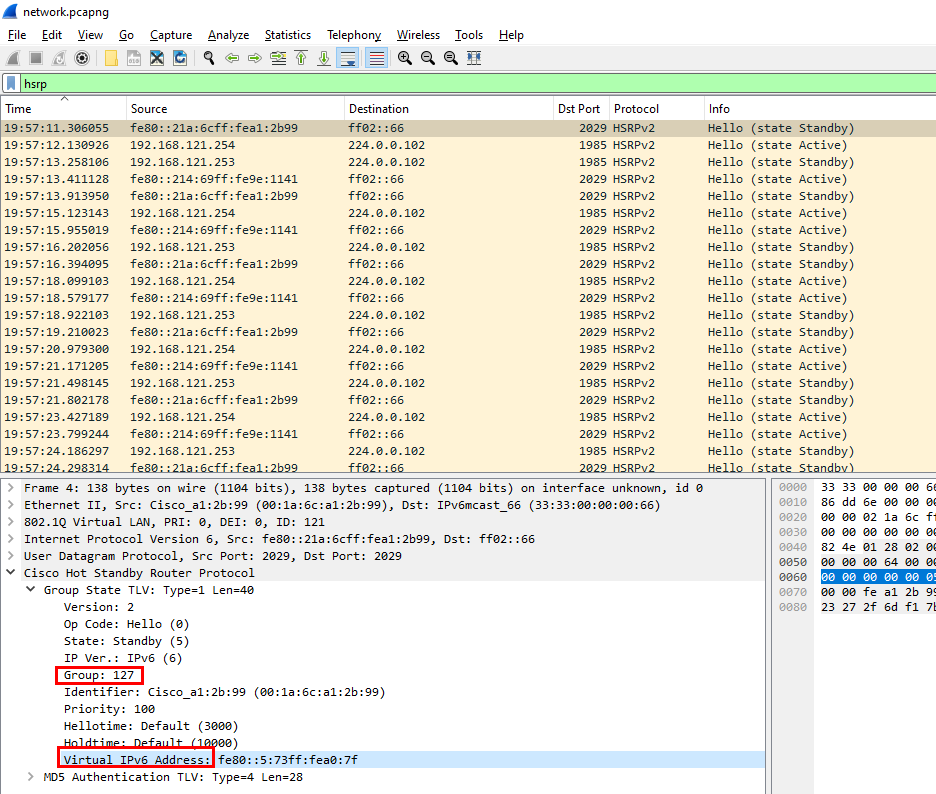 network.pcapng
File Edit View Go Capture Analyze Statistics Telephony Wireless Tools Help
hsrp
Time Source Destination Dst Port Protocol Info
19:57:11.306055 fe80::21a:6cff:fea1:2b99 ff02::66 2029 HSRPv2 Hello (state Standby)
19:57:12.130926 192.168.121.254 224.0.0.102 1985 HSRPv2 Hello (state Active)
19:57:13.258106 192.168.121.253 224.0.0.102 1985 HSRPv2 Hello (state Standby)
19:57:13.411128 fe80::214:69ff:fe9e:1141 ff02::66 2029 HSRPv2 Hello (state Active)
19:57:13.913950 fe80::21a:6cff:fea1:2b99 ff02::66 2029 HSRPv2 Hello (state Standby)
19:57:15.123143 192.168.121.254 224.0.0.102 1985 HSRPv2 Hello (state Active)
19:57:15.955019 fe80::214:69ff:fe9e:1141 ff02::66 2029 HSRPv2 Hello (state Active)
19:57:16.202056 192.168.121.253 224.0.0.102 1985 HSRPv2 Hello (state Standby)
19:57:16.394095 fe80::21a:6cff:fea1:2b99 ff02::66 2029 HSRPv2 Hello (state Standby)
19:57:18.099103 192.168.121.254 224.0.0.102 1985 HSRPv2 Hello (state Active)
19:57:18.579177 fe80::214:69ff:fe9e:1141 ff02::66 2029 HSRPv2 Hello (state Active)
19:57:18.922103 192.168.121.253 224.0.0.102 1985 HSRPv2 Hello (state Standby)
19:57:19.210023 fe80::21a:6cff:fea1:2b99 ff02::66 2029 HSRPv2 Hello (state Standby)
19:57:20.979300 192.168.121.254 224.0.0.102 1985 HSRPv2 Hello (state Active)
19:57:21.171205 fe80::214:69ff:fe9e:1141 ff02::66 2029 HSRPv2 Hello (state Active)
19:57:21.498145 192.168.121.253 224.0.0.102 1985 HSRPv2 Hello (state Standby)
19:57:21.802178 fe80::21a:6cff:fea1:2b99 ff02::66 2029 HSRPv2 Hello (state Standby)
19:57:23.427189 192.168.121.254 224.0.0.102 1985 HSRPv2 Hello (state Active)
19:57:23.799244 fe80::214:69ff:fe9e:1141 ff02::66 2029 HSRPv2 Hello (state Active)
19:57:24.186297 192.168.121.253 224.0.0.102 1985 HSRPv2 Hello (state Standby)
19:57:24.298314 fe80::21a:6cff:fea1:2b99 ff02::66 2029 HSRPv2 Hello (state Standby)
Frame 4: 138 bytes on wire (1104 bits), 138 bytes captured (1104 bits) on interface unknown, id 0
Ethernet II, Src: Cisco_a1:2b:99 (00:1a:6c:a1:2b:99), Dst: IPv6mcast_66 (33:33:00:00:00:66)
802.1Q Virtual LAN, PRI: 0, DEI: 0, ID: 121
Internet Protocol Version 6, Src: fe80::21a:6cff:fea1:2b99, Dst: ff02::66
User Datagram Protocol, Src Port: 2029, Dst Port: 2029
Cisco Hot Standby Router Protocol
Group State TLV: Type=1 Len=40
Version: 2
Op Code: Hello (0)
State: Standby (5)
IP Ver.: IPv6 (6)
Group: 127
Identifier: Cisco_a1:2b:99 (00:1a:6c:a1:2b:99)
Priority: 100
Hellotime: Default (3000)
Holdtime: Default (10000)
Virtual IPv6 Address: fe80::5:73ff:fea0:7f
MD5 Authentication TLV: Type=4 Len=28
0000 33 33 00 00 00 66
0010 86 dd 6e 00 00 00
0020 00 00 02 1a 6c ff
0030 00 00 00 00 00 00
0040 82 4e 01 28 02 00
0050 00 00 00 64 00 00
0060 00 00 00 00 00 05
0070 00 00 fe a1 2b 99
0080 23 27 2f 6d f1 7b